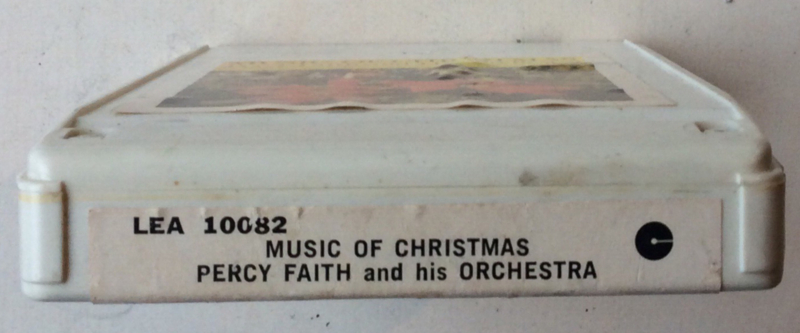 LEA 10082
MUSIC OF CHRISTMAS
PERCY FAITH and his ORCHESTRA